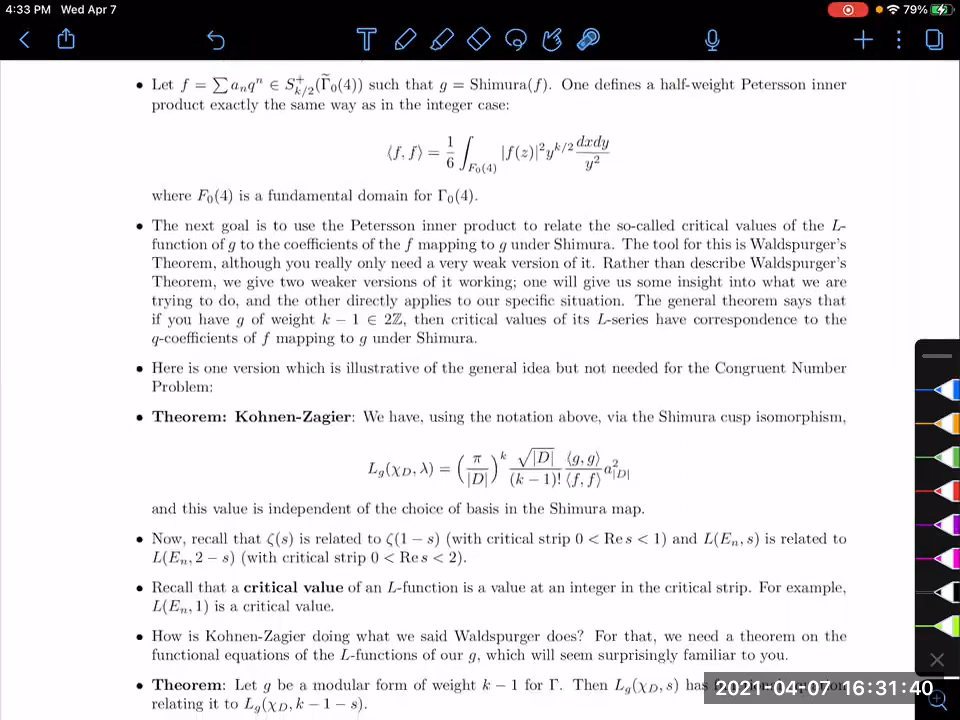 4:33 PM Wed Apr 7
79%
• Let f = ∑ aₙqⁿ ∈ S⁺_{k/2}(Γ̃₀(4)) such that g = Shimura(f). One defines a half-weight Petersson inner
product exactly the same way as in the integer case:
⟨f, f⟩ = 1/6 ∫_{F₀(4)} |f(z)|² y^{k/2} dxdy/y²
where F₀(4) is a fundamental domain for Γ₀(4).
• The next goal is to use the Petersson inner product to relate the so-called critical values of the L-
function of g to the coefficients of the f mapping to g under Shimura. The tool for this is Waldspurger's
Theorem, although you really only need a very weak version of it. Rather than describe Waldspurger's
Theorem, we give two weaker versions of it working; one will give us some insight into what we are
trying to do, and the other directly applies to our specific situation. The general theorem says that
if you have g of weight k − 1 ∈ 2ℤ, then critical values of its L-series have correspondence to the
q-coefficients of f mapping to g under Shimura.
• Here is one version which is illustrative of the general idea but not needed for the Congruent Number
Problem:
• Theorem: Kohnen-Zagier: We have, using the notation above, via the Shimura cusp isomorphism,
L_g(χ_D, λ) = (π/|D|)^k √|D|/(k − 1)! ⟨g, g⟩/⟨f, f⟩ a²_{|D|}
and this value is independent of the choice of basis in the Shimura map.
• Now, recall that ζ(s) is related to ζ(1 − s) (with critical strip 0 < Re s < 1) and L(Eₙ, s) is related to
L(Eₙ, 2 − s) (with critical strip 0 < Re s < 2).
• Recall that a critical value of an L-function is a value at an integer in the critical strip. For example,
L(Eₙ, 1) is a critical value.
• How is Kohnen-Zagier doing what we said Waldspurger does? For that, we need a theorem on the
functional equations of the L-functions of our g, which will seem surprisingly familiar to you.
• Theorem: Let g be a modular form of weight k − 1 for Γ. Then L_g(χ_D, s) has
relating it to L_g(χ_D, k − 1 − s).
2021-04-07 16:31:40